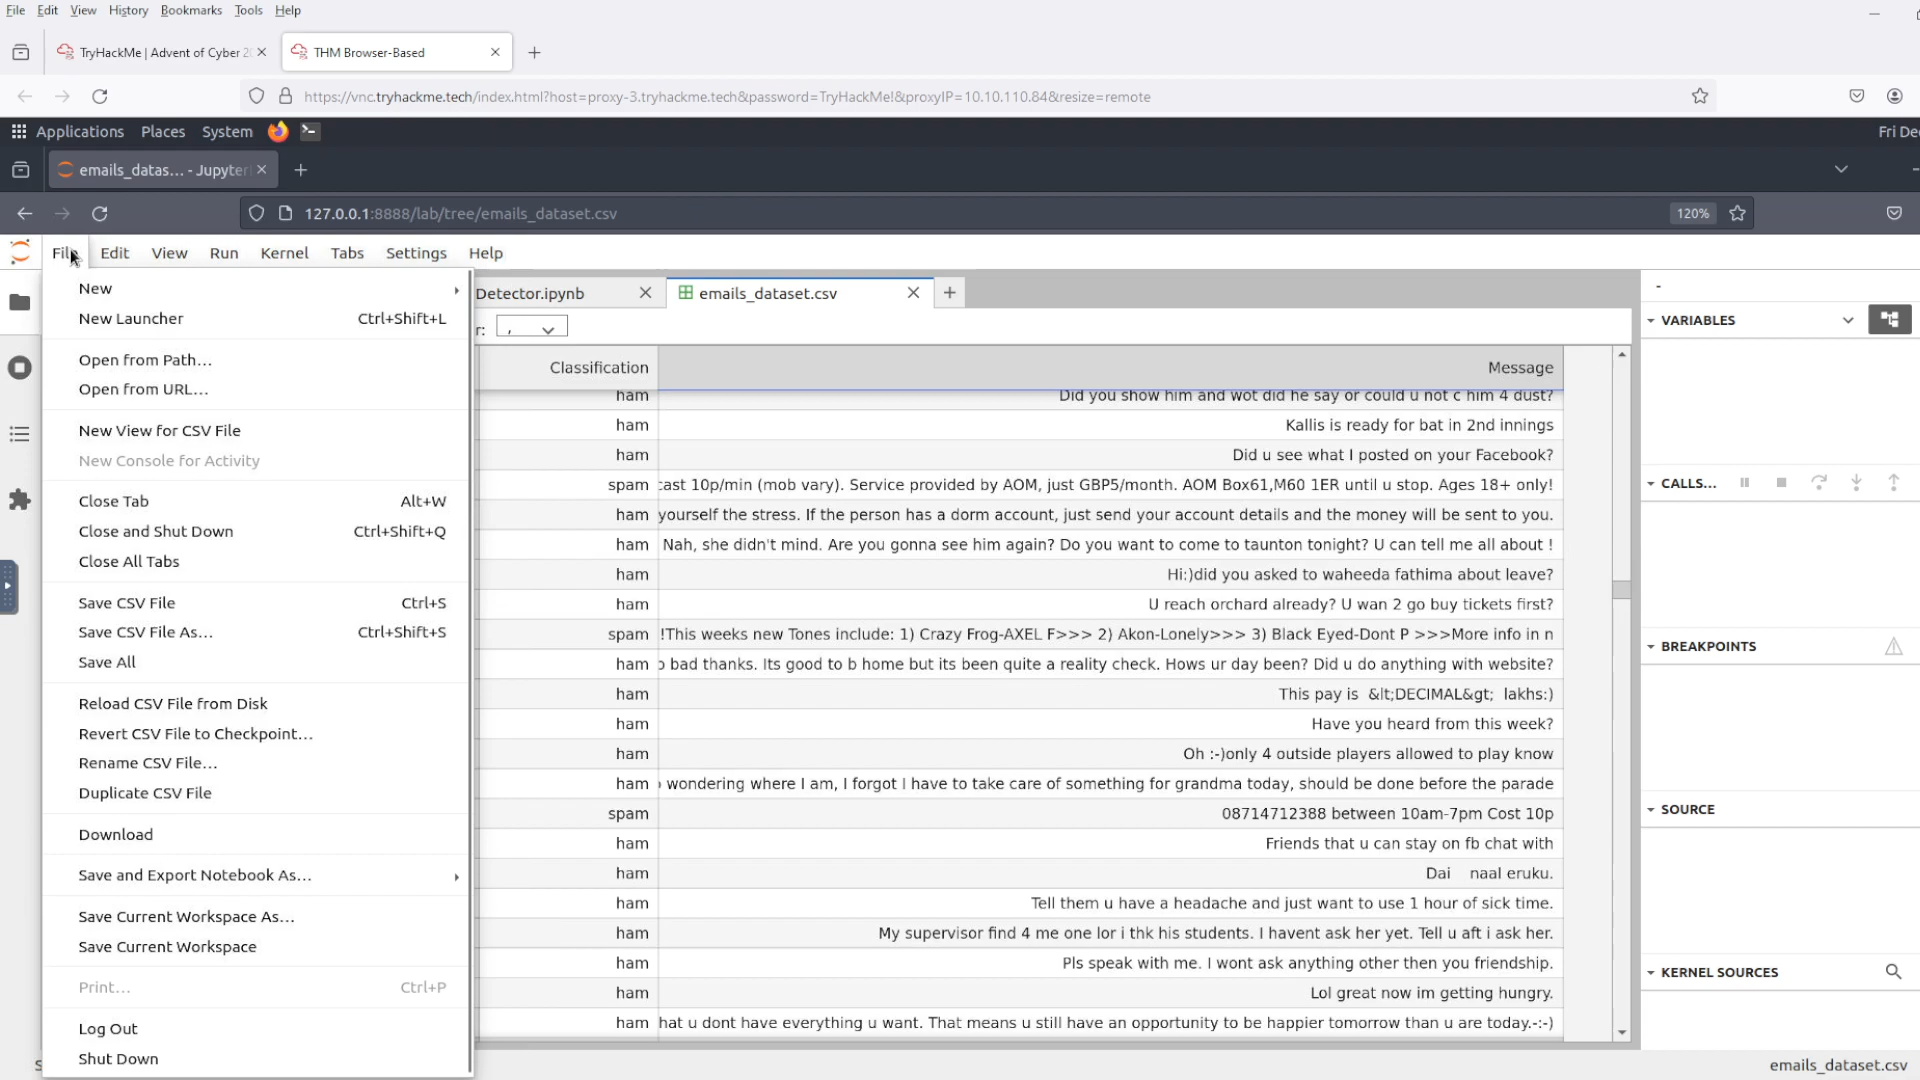 File Edit View History Bookmarks Tools Help
TryHackMe | Advent of Cyber 2
THM Browser-Based
https://vnc.tryhackme.tech/index.html?host=proxy-3.tryhackme.tech&password=TryHackMe!&proxyIP=10.10.110.84&resize=remote
Applications Places System Fri De
emails_datas... - Jupyter
127.0.0.1:8888/lab/tree/emails_dataset.csv 120%
File Edit View Run Kernel Tabs Settings Help
New
New Launcher Ctrl+Shift+L
Open from Path…
Open from URL…
New View for CSV File
New Console for Activity
Close Tab Alt+W
Close and Shut Down Ctrl+Shift+Q
Close All Tabs
Save CSV File Ctrl+S
Save CSV File As… Ctrl+Shift+S
Save All
Reload CSV File from Disk
Revert CSV File to Checkpoint…
Rename CSV File…
Duplicate CSV File
Download
Save and Export Notebook As…
Save Current Workspace As…
Save Current Workspace
Print… Ctrl+P
Log Out
Shut Down
Detector.ipynb
emails_dataset.csv
r: ,
Classification Message
ham Did you show him and wot did he say or could u not c him 4 dust?
ham Kallis is ready for bat in 2nd innings
ham Did u see what I posted on your Facebook?
spam cast 10p/min (mob vary). Service provided by AOM, just GBP5/month. AOM Box61,M60 1ER until u stop. Ages 18+ only!
ham yourself the stress. If the person has a dorm account, just send your account details and the money will be sent to you.
ham Nah, she didn't mind. Are you gonna see him again? Do you want to come to taunton tonight? U can tell me all about !
ham Hi:)did you asked to waheeda fathima about leave?
ham U reach orchard already? U wan 2 go buy tickets first?
spam !This weeks new Tones include: 1) Crazy Frog-AXEL F>>> 2) Akon-Lonely>>> 3) Black Eyed-Dont P >>>More info in n
ham o bad thanks. Its good to b home but its been quite a reality check. Hows ur day been? Did u do anything with website?
ham This pay is  &lt;DECIMAL&gt;  lakhs:)
ham Have you heard from this week?
ham Oh :-)only 4 outside players allowed to play know
ham wondering where I am, I forgot I have to take care of something for grandma today, should be done before the parade
spam 08714712388 between 10am-7pm Cost 10p
ham Friends that u can stay on fb chat with
ham Dai    naal eruku.
ham Tell them u have a headache and just want to use 1 hour of sick time.
ham My supervisor find 4 me one lor i thk his students. I havent ask her yet. Tell u aft i ask her.
ham Pls speak with me. I wont ask anything other then you friendship.
ham Lol great now im getting hungry.
ham hat u dont have everything u want. That means u still have an opportunity to be happier tomorrow than u are today.-:-)
-
VARIABLES
CALLS...
BREAKPOINTS
SOURCE
KERNEL SOURCES
emails_dataset.csv